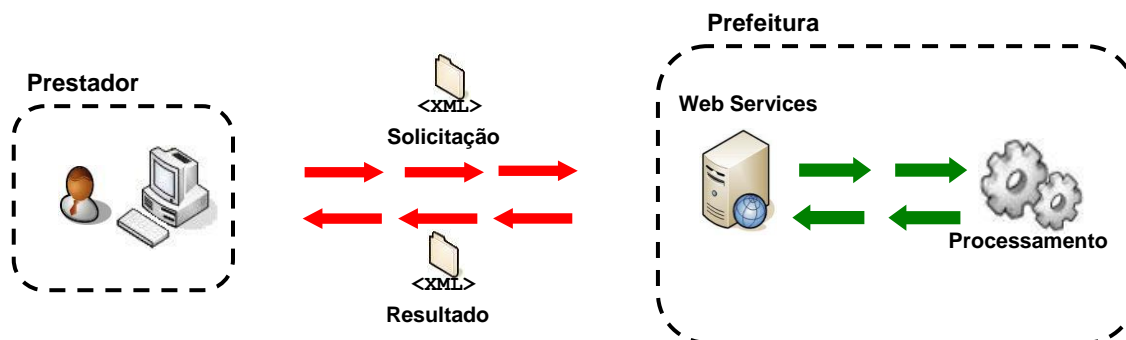 Prefeitura
Prestador
<XML>
Solicitação
Web Services
Processamento
<XML>
Resultado